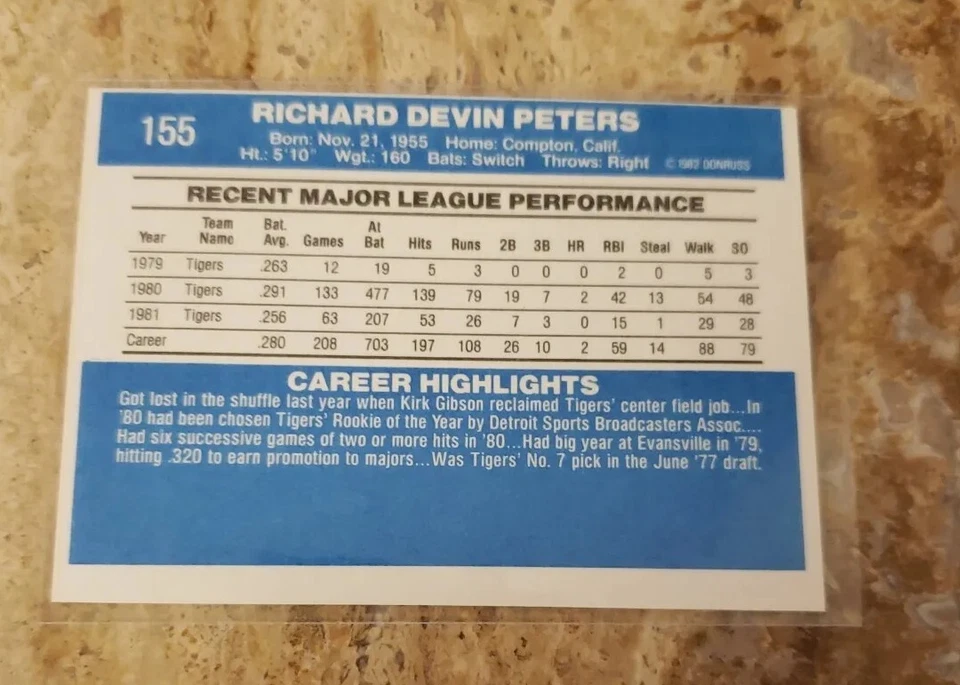 155
RICHARD DEVIN PETERS
Born: Nov. 21, 1955 Home: Compton, Calif.
Ht.: 5'10" Wgt.: 160 Bats: Switch Throws: Right © 1982 DONRUSS
RECENT MAJOR LEAGUE PERFORMANCE
Year Team Name Bat. Avg. Games At Bat Hits Runs 2B 3B HR RBI Steal Walk SO
1979 Tigers .263 12 19 5 3 0 0 0 2 0 5 3
1980 Tigers .291 133 477 139 79 19 7 2 42 13 54 48
1981 Tigers .256 63 207 53 26 7 3 0 15 1 29 28
Career .280 208 703 197 108 26 10 2 59 14 88 79
CAREER HIGHLIGHTS
Got lost in the shuffle last year when Kirk Gibson reclaimed Tigers' center field job...In
'80 had been chosen Tigers' Rookie of the Year by Detroit Sports Broadcasters Assoc....
Had six successive games of two or more hits in '80...Had big year at Evansville in '79,
hitting .320 to earn promotion to majors...Was Tigers' No. 7 pick in the June '77 draft.